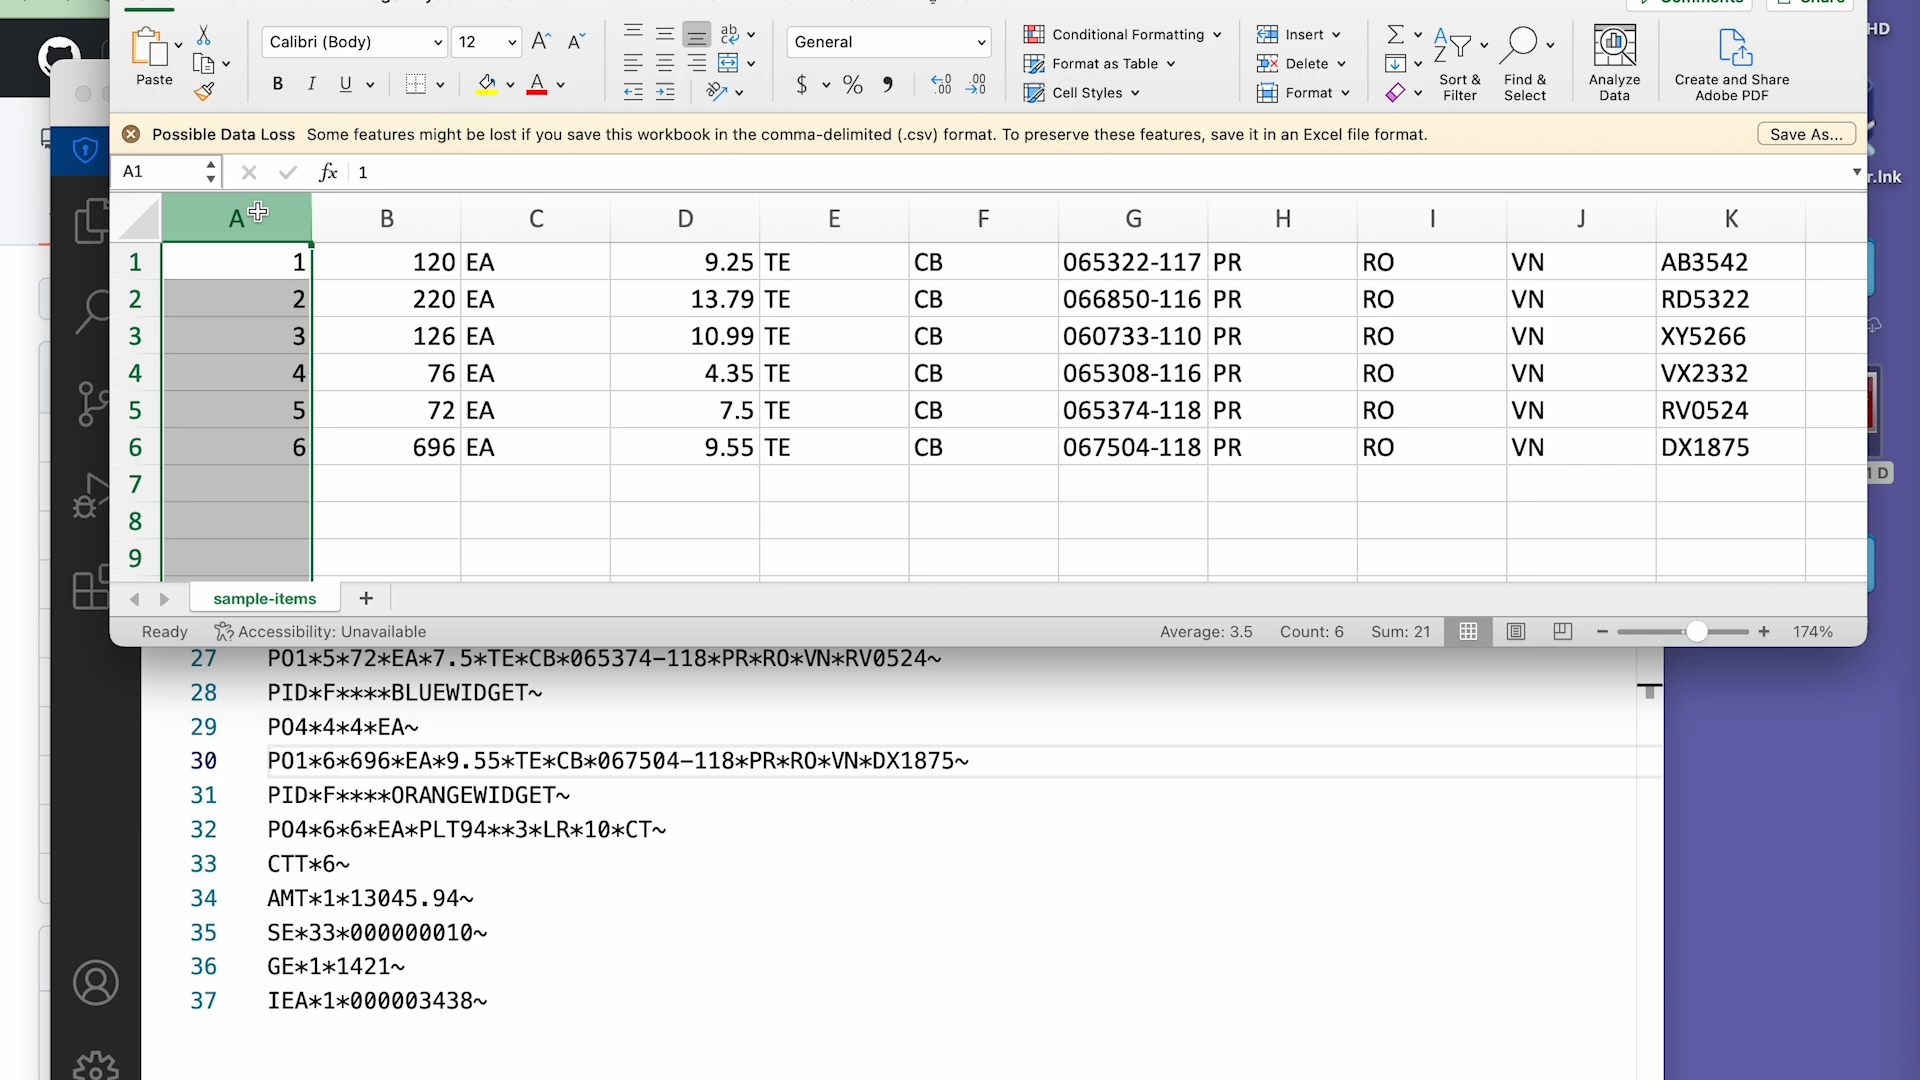 HD
Paste
Calibri (Body)
12
B I U
General
Conditional Formatting
Format as Table
Cell Styles
Insert
Delete
Format
Sort &
Filter
Find &
Select
Analyze
Data
Create and Share
Adobe PDF
Possible Data Loss Some features might be lost if you save this workbook in the comma-delimited (.csv) format. To preserve these features, save it in an Excel file format.
Save As...
A1
fx 1
r.Ink
A B C D E F G H I J K
1 1 120 EA 9.25 TE CB 065322-117 PR RO VN AB3542
2 2 220 EA 13.79 TE CB 066850-116 PR RO VN RD5322
3 3 126 EA 10.99 TE CB 060733-110 PR RO VN XY5266
4 4 76 EA 4.35 TE CB 065308-116 PR RO VN VX2332
5 5 72 EA 7.5 TE CB 065374-118 PR RO VN RV0524
6 6 696 EA 9.55 TE CB 067504-118 PR RO VN DX1875
7
8
9
sample-items
Ready Accessibility: Unavailable Average: 3.5 Count: 6 Sum: 21 174%
27 PO1*5*72*EA*7.5*TE*CB*065374-118*PR*RO*VN*RV0524~
28 PID*F****BLUEWIDGET~
29 PO4*4*4*EA~
30 PO1*6*696*EA*9.55*TE*CB*067504-118*PR*RO*VN*DX1875~
31 PID*F****ORANGEWIDGET~
32 PO4*6*6*EA*PLT94**3*LR*10*CT~
33 CTT*6~
34 AMT*1*13045.94~
35 SE*33*000000010~
36 GE*1*1421~
37 IEA*1*000003438~